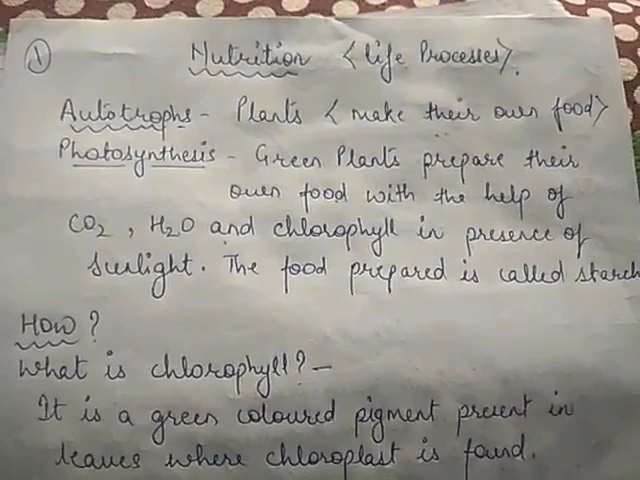 1 Nutrition <life Processes>.
Autotrophs - Plants <make their own food>
Photosynthesis - Green Plants prepare their
own food with the help of
CO2, H2O and chlorophyll in presence of
Sunlight. The food prepared is called starch
How?
What is chlorophyll? -
It is a green coloured pigment present in
leaves where chloroplast is found.